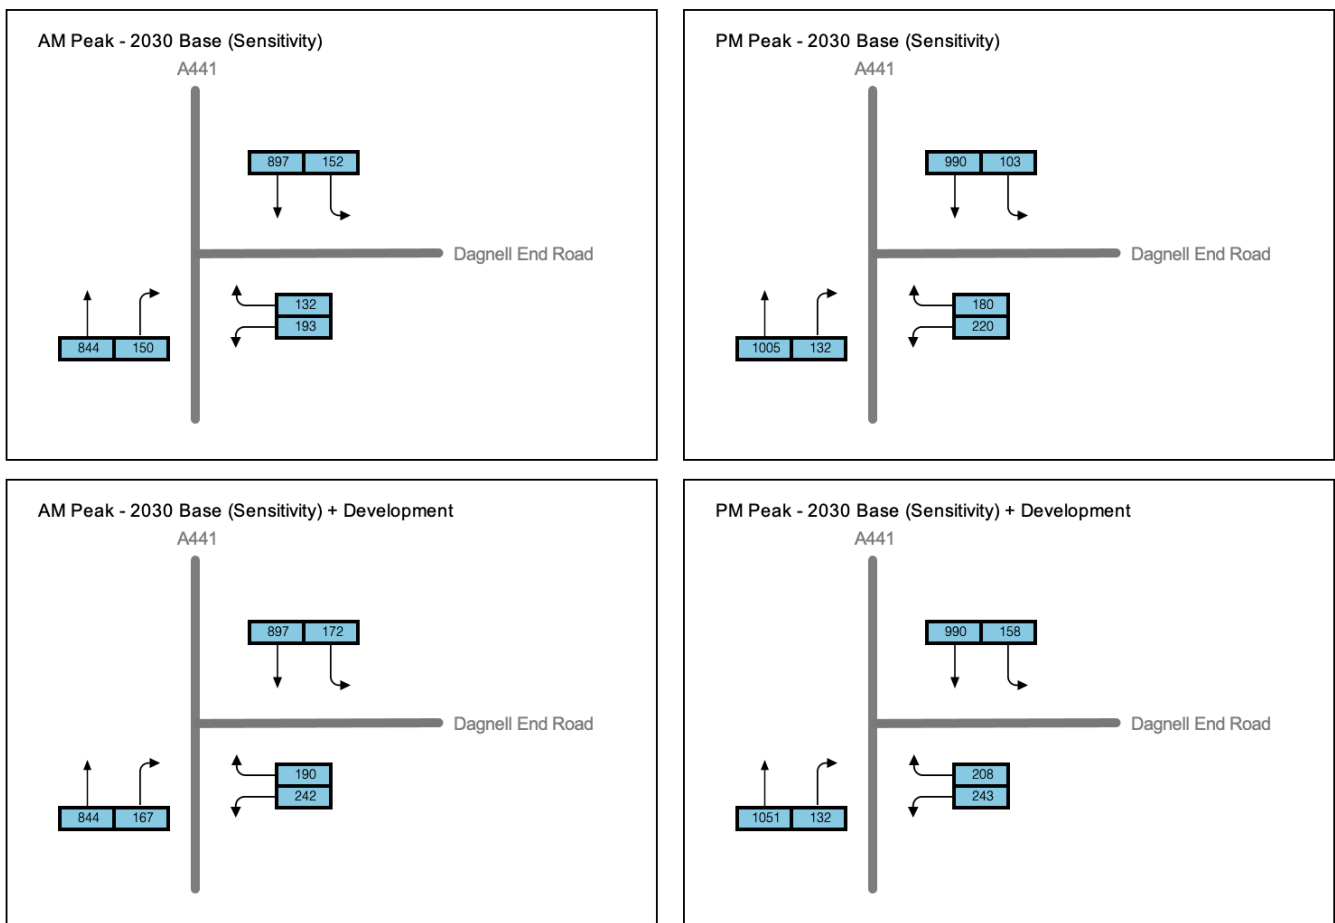 AM Peak - 2030 Base (Sensitivity)
A441
897 152
Dagnell End Road
132
193
844 150
PM Peak - 2030 Base (Sensitivity)
A441
990 103
Dagnell End Road
180
220
1005 132
AM Peak - 2030 Base (Sensitivity) + Development
A441
897 172
Dagnell End Road
190
242
844 167
PM Peak - 2030 Base (Sensitivity) + Development
A441
990 158
Dagnell End Road
208
243
1051 132